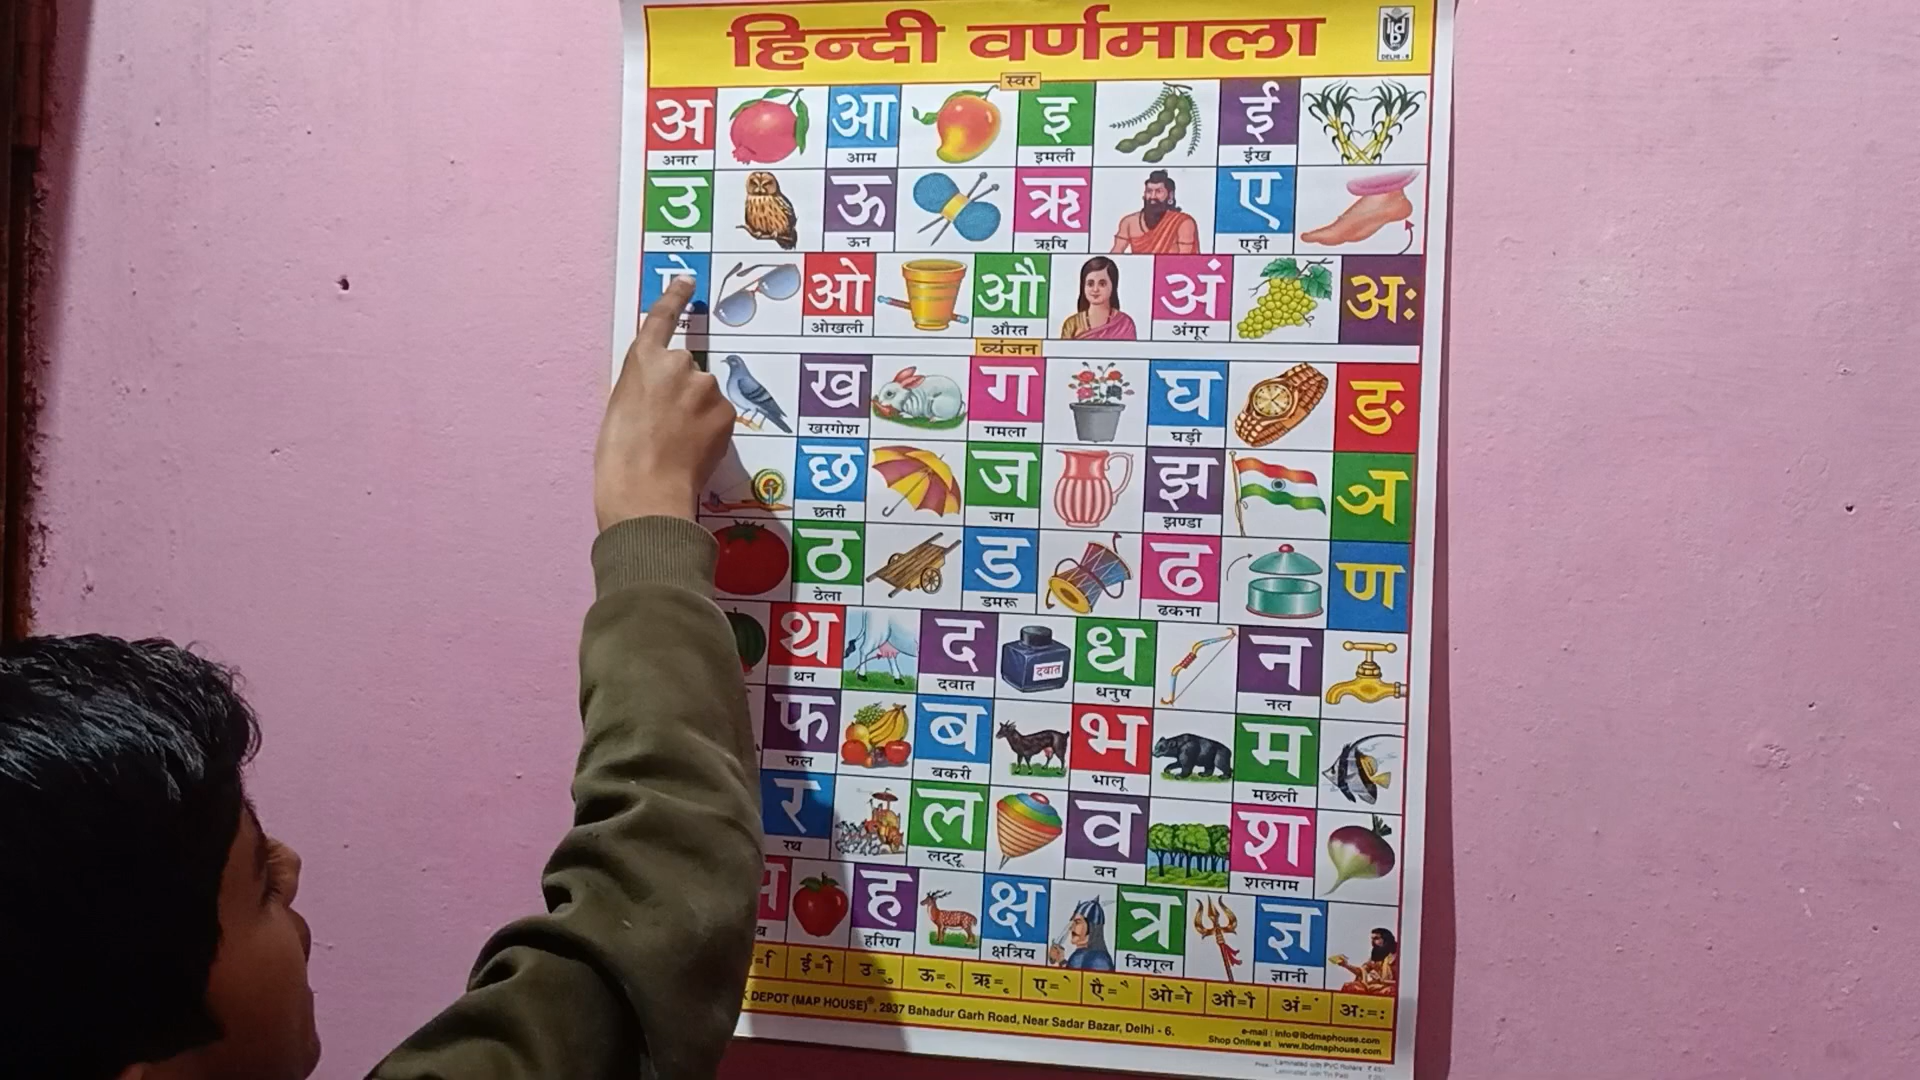 हिन्दी वर्णमाला
DELHI - 6
स्वर
अ आ इ ई
अनार आम इमली ईख
उ ऊ ऋ ए
उल्लू ऊन ऋषि एड़ी
ओ औ अं अः
ओखली औरत अंगूर
व्यंजन
ख ग घ ङ
खरगोश गमला घड़ी
छ ज झ ञ
छतरी जग झण्डा
ठ ड ढ ण
ठेला डमरू ढकना
थ द दवात ध न
थन दवात धनुष नल
फ ब भ म
फल बकरी भालू मछली
र ल व श
रथ लट्टू वन शलगम
ह क्ष त्र ज्ञ
हरिण क्षत्रिय त्रिशूल ज्ञानी
ई=ी उ=ु ऊ=ू ऋ=ृ ए=े ऐ=ै ओ=ो औ=ौ अं=ं अः=ः
DEPOT (MAP HOUSE)®, 2937 Bahadur Garh Road, Near Sadar Bazar, Delhi - 6.
e-mail : info@ibdmaphouse.com
Shop Online at : www.ibdmaphouse.com